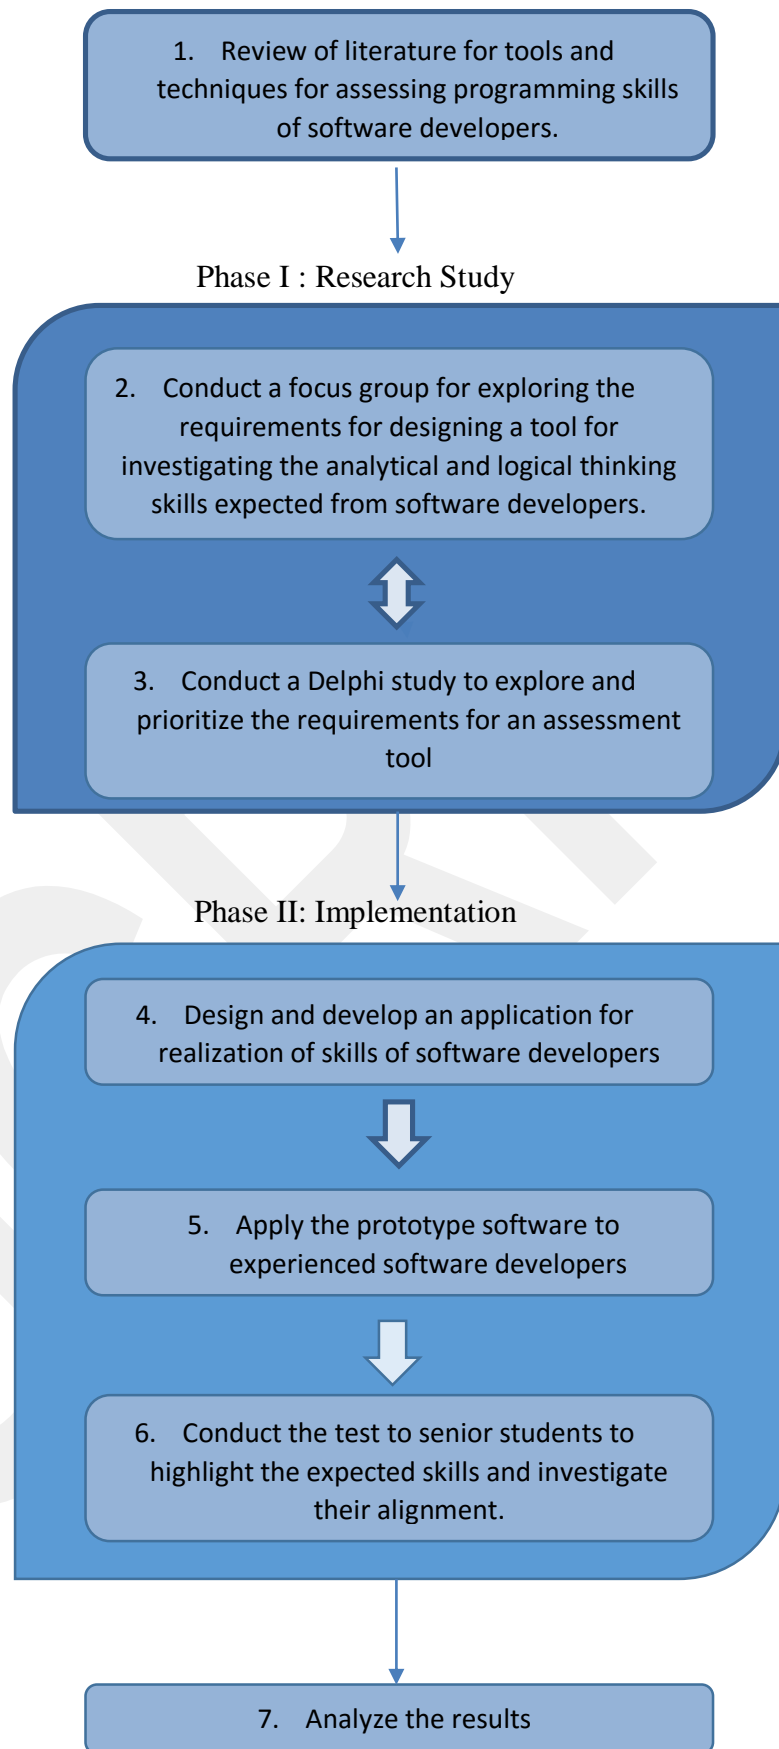 1. Review of literature for tools and
techniques for assessing programming skills
of software developers.
Phase I : Research Study
2. Conduct a focus group for exploring the
requirements for designing a tool for
investigating the analytical and logical thinking
skills expected from software developers.
3. Conduct a Delphi study to explore and
prioritize the requirements for an assessment
tool
Phase II: Implementation
4. Design and develop an application for
realization of skills of software developers
5. Apply the prototype software to
experienced software developers
6. Conduct the test to senior students to
highlight the expected skills and investigate
their alignment.
7. Analyze the results